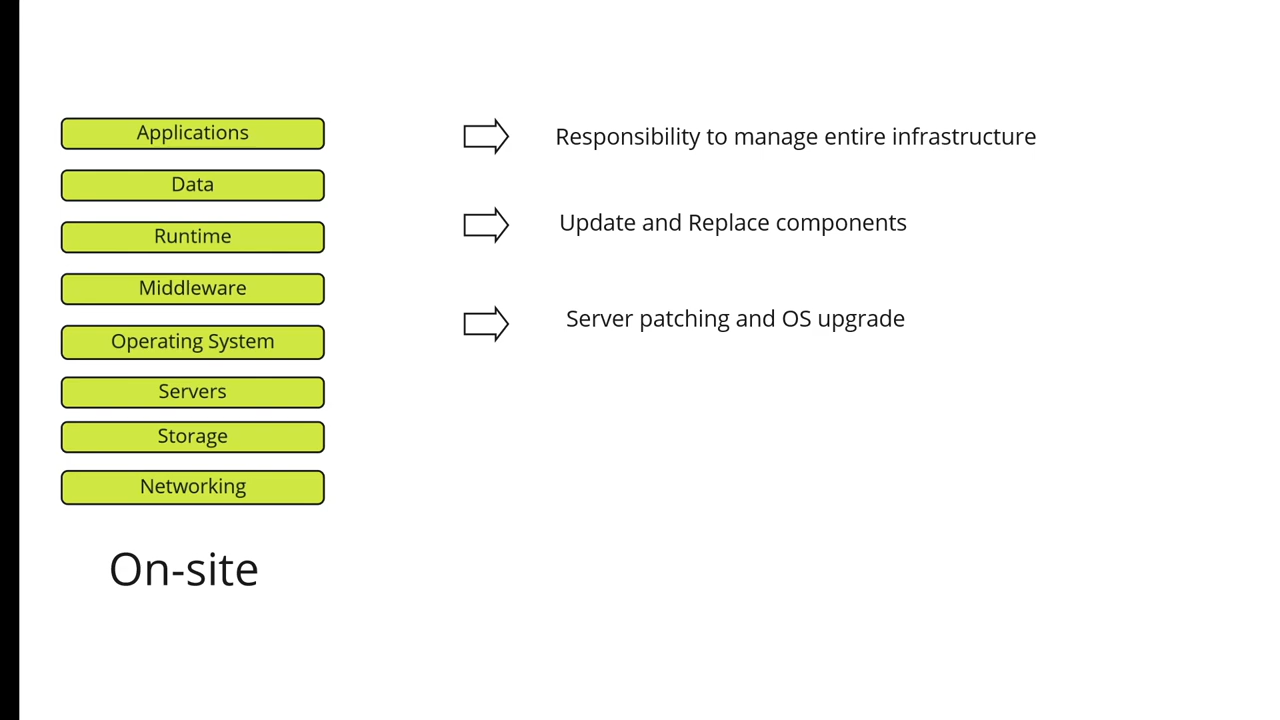 Applications
Data
Runtime
Middleware
Operating System
Servers
Storage
Networking
On-site
Responsibility to manage entire infrastructure
Update and Replace components
Server patching and OS upgrade